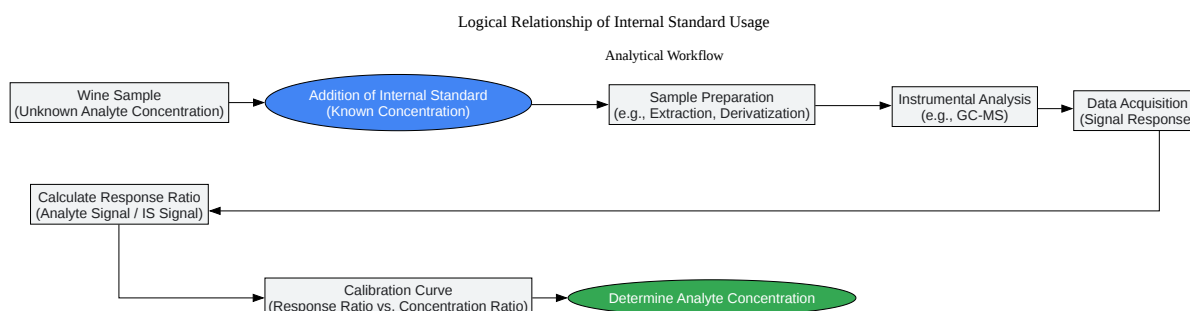 Logical Relationship of Internal Standard Usage
Analytical Workflow
Wine Sample
(Unknown Analyte Concentration)
Addition of Internal Standard
(Known Concentration)
Sample Preparation
(e.g., Extraction, Derivatization)
Instrumental Analysis
(e.g., GC-MS)
Data Acquisition
(Signal Response
Calculate Response Ratio
(Analyte Signal / IS Signal)
Calibration Curve
(Response Ratio vs. Concentration Ratio)
Determine Analyte Concentration